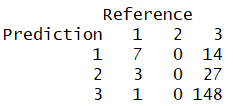 Reference
Prediction 1 2 3
1 7 0 14
2 3 0 27
3 1 0 148